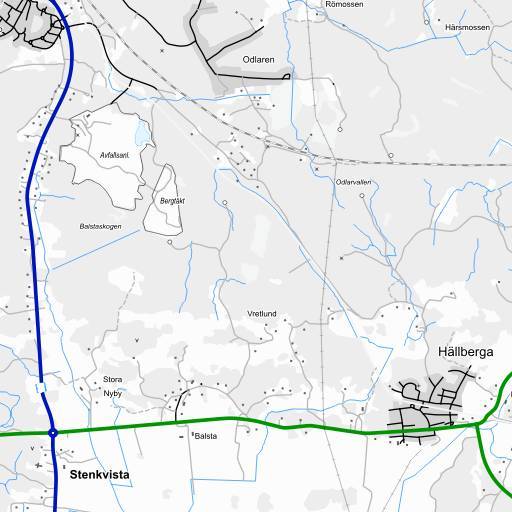 Römossen
Härsmossen
Odlaren
Avfallsanl.
Odlarvallen
Bergtäkt
Balstaskogen
Vretlund
Hällberga
Stora
Nyby
Balsta
Stenkvista